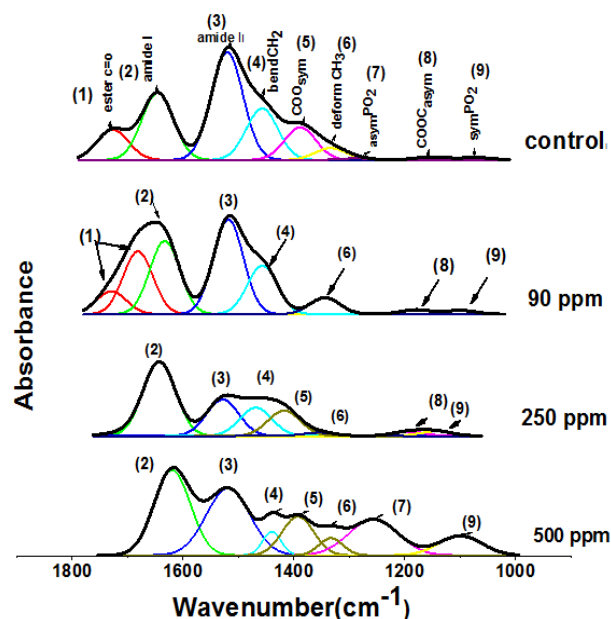 (1)
ester c=o
(2)
amide I
(3)
amide II
(4)
bendCH2
(5)
COOsym
(6)
deform CH3
(7)
asymPO2
(8)
COOCasym
(9)
symPO2
control
(1)
(2)
(3)
(4)
(6)
(8)
(9)
90 ppm
(2)
(3)
(4)
(5)
(6)
(8)
(9)
250 ppm
(2)
(3)
(4)
(5)
(6)
(7)
(9)
500 ppm
Absorbance
1800 1600 1400 1200 1000
Wavenumber(cm-1)